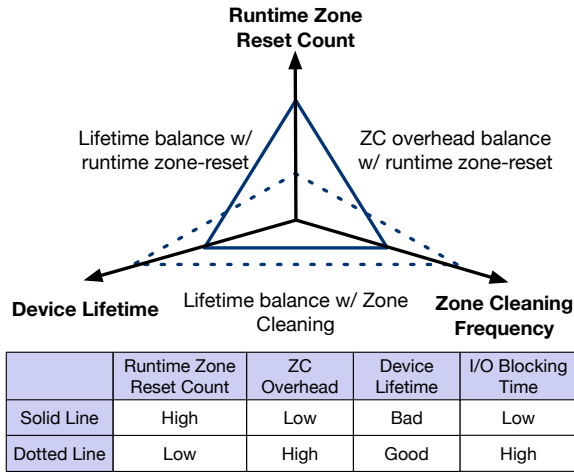 Runtime Zone
Reset Count
Lifetime balance w/
runtime zone-reset
ZC overhead balance
w/ runtime zone-reset
Device Lifetime
Lifetime balance w/ Zone
Cleaning
Zone Cleaning
Frequency
Runtime Zone
Reset Count
ZC
Overhead
Device
Lifetime
I/O Blocking
Time
Solid Line High Low Bad Low
Dotted Line Low High Good High